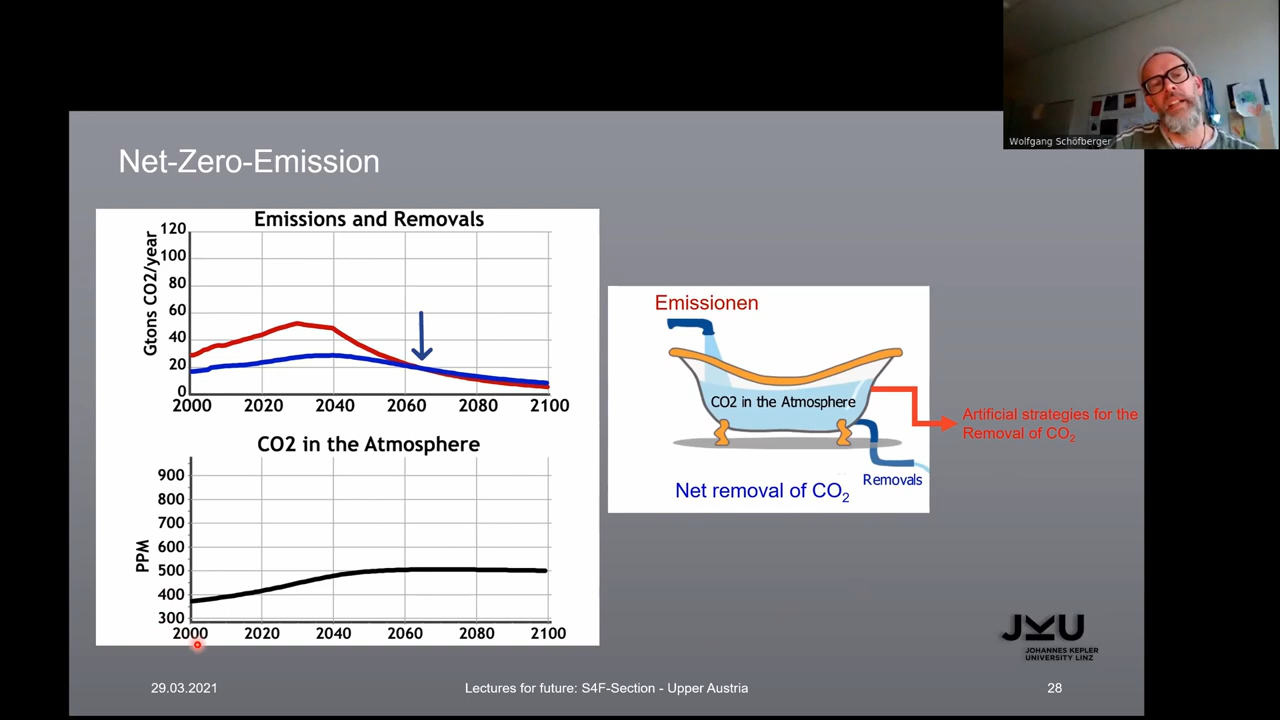 Wolfgang Schöfberger
Net-Zero-Emission
Emissions and Removals
Gtons CO2/year
120
100
80
60
40
20
0
2000 2020 2040 2060 2080 2100
CO2 in the Atmosphere
PPM
900
800
700
600
500
400
300
2000 2020 2040 2060 2080 2100
Emissionen
CO2 in the Atmosphere
Removals
Net removal of CO2
Artificial strategies for the
Removal of CO2
JKU
JOHANNES KEPLER
UNIVERSITY LINZ
29.03.2021
Lectures for future: S4F-Section - Upper Austria
28